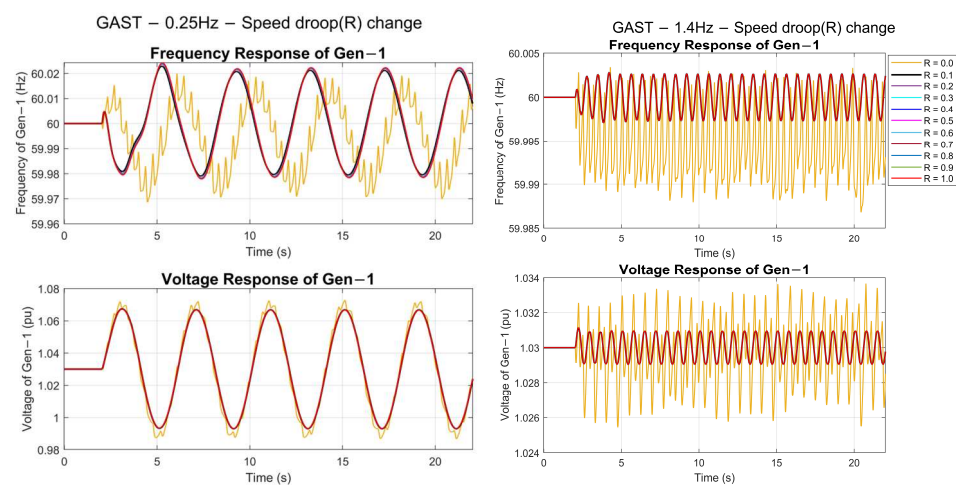 GAST – 0.25Hz – Speed droop(R) change
Frequency Response of Gen−1
Frequency of Gen−1 (Hz)
60.02
60.01
60
59.99
59.98
59.97
59.96
0 5 10 15 20
Time (s)
Voltage Response of Gen−1
Voltage of Gen−1 (pu)
1.08
1.06
1.04
1.02
1
0.98
0 5 10 15 20
Time (s)
GAST – 1.4Hz – Speed droop(R) change
Frequency Response of Gen−1
Frequency of Gen−1 (Hz)
60.005
60
59.995
59.99
59.985
0 5 10 15 20
Time (s)
R = 0.0
R = 0.1
R = 0.2
R = 0.3
R = 0.4
R = 0.5
R = 0.6
R = 0.7
R = 0.8
R = 0.9
R = 1.0
Voltage Response of Gen−1
Voltage of Gen−1 (pu)
1.034
1.03
1.028
1.026
1.024
0 5 10 15 20
Time (s)